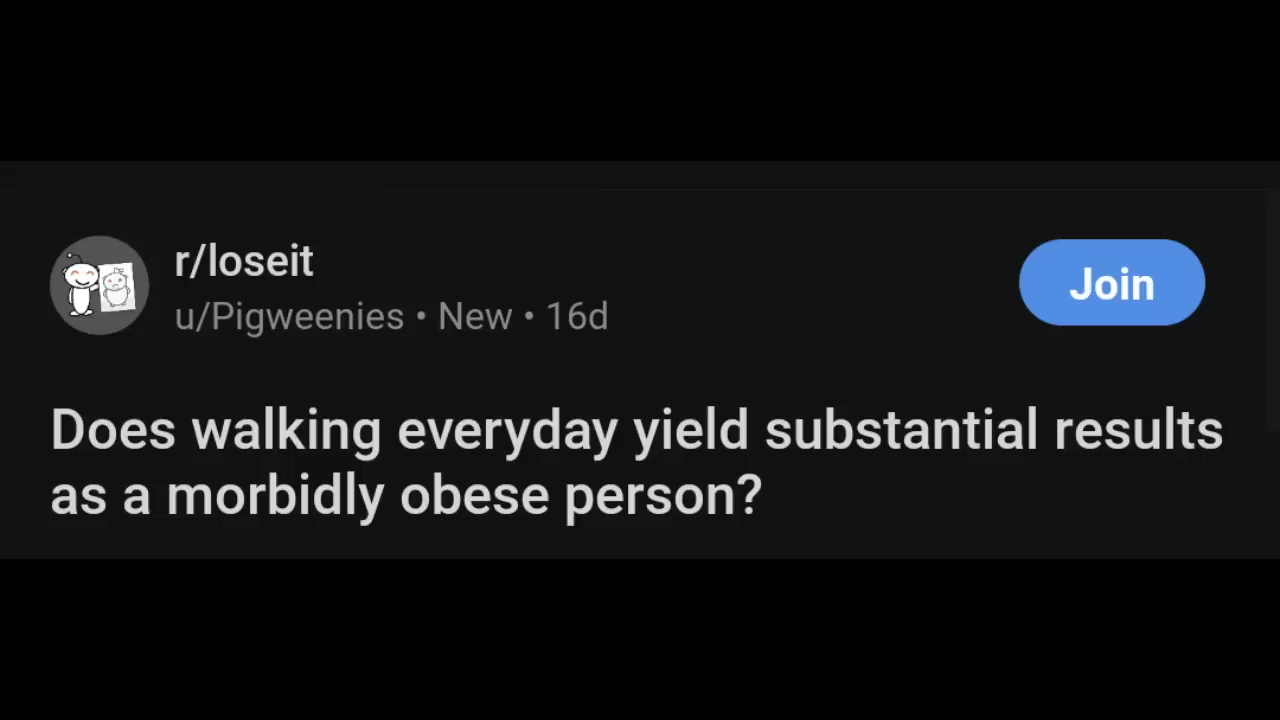 r/loseit
u/Pigweenies • New • 16d
Join
Does walking everyday yield substantial results
as a morbidly obese person?